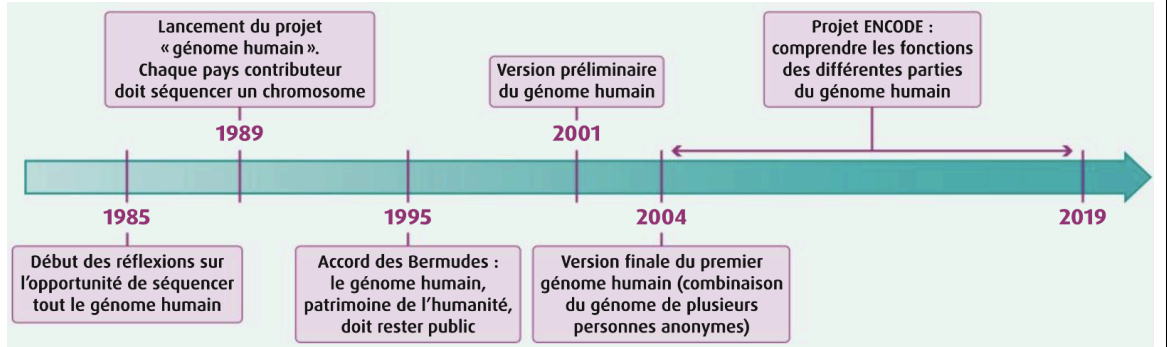 Lancement du projet
« génome humain ».
Chaque pays contributeur
doit séquencer un chromosome
1989
Version préliminaire
du génome humain
2001
Projet ENCODE :
comprendre les fonctions
des différentes parties
du génome humain
1985
Début des réflexions sur
l'opportunité de séquencer
tout le génome humain
1995
Accord des Bermudes :
le génome humain,
patrimoine de l'humanité,
doit rester public
2004
Version finale du premier
génome humain (combinaison
du génome de plusieurs
personnes anonymes)
2019